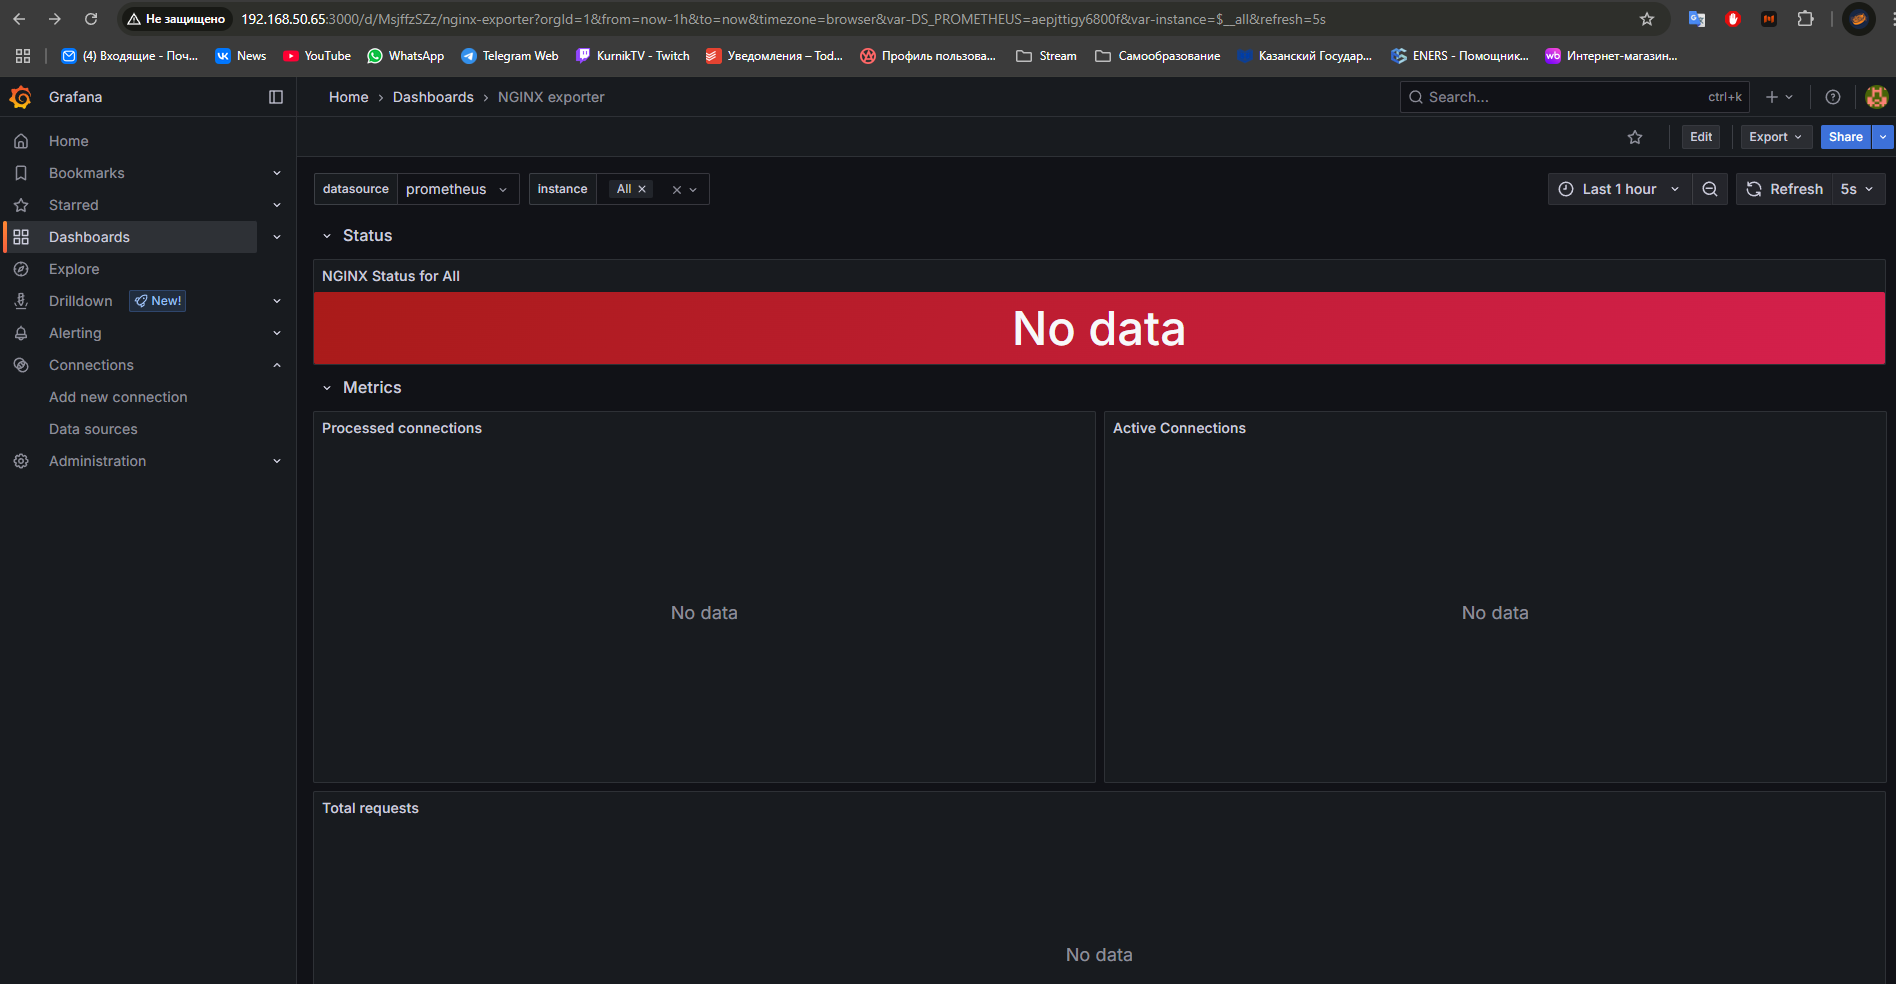 Не защищено 192.168.50.65:3000/d/MsjffzSZz/nginx-exporter?orgId=1&from=now-1h&to=now&timezone=browser&var-DS_PROMETHEUS=aepjttigy6800f&var-instance=$__all&refresh=5s
(4) Входящие - Поч... News YouTube WhatsApp Telegram Web KurnikTV - Twitch Уведомления – Tod... Профиль пользова... Stream Самообразование Казанский Государ... ENERS - Помощник... Интернет-магазин...
Grafana
Home › Dashboards › NGINX exporter
Search... ctrl+k
Edit Export Share
Home
Bookmarks
Starred
Dashboards
Explore
Drilldown New!
Alerting
Connections
Add new connection
Data sources
Administration
datasource prometheus instance All Last 1 hour Refresh 5s
Status
NGINX Status for All
No data
Metrics
Processed connections
No data
Active Connections
No data
Total requests
No data